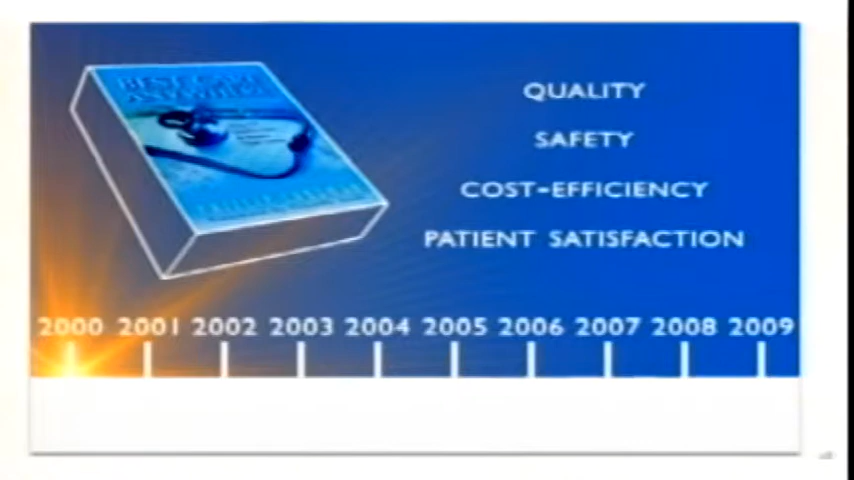 QUALITY
SAFETY
COST-EFFICIENCY
PATIENT SATISFACTION
2000 2001 2002 2003 2004 2005 2006 2007 2008 2009